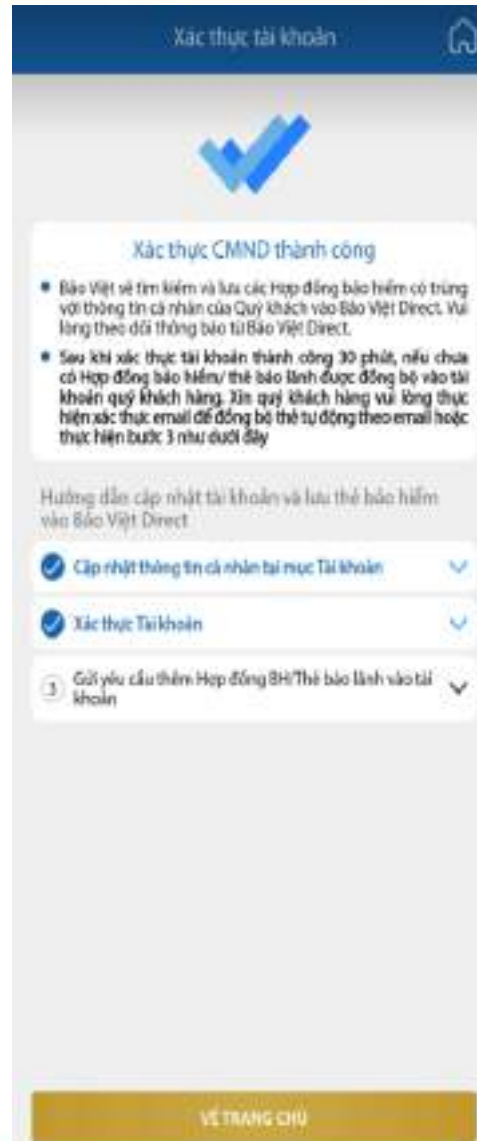 Xác thực tài khoản
Xác thực CMND thành công
Bảo Việt sẽ tìm kiếm và lưu các Hợp đồng bảo hiểm có trùng
với thông tin cá nhân của Quý khách vào Bảo Việt Direct. Vui
lòng theo dõi thông báo từ Bảo Việt Direct.
Sau khi xác thực tài khoản thành công 30 phút, nếu chưa
có Hợp đồng bảo hiểm/ thẻ bảo lãnh được đồng bộ vào tài
khoản quý khách hàng. Xin quý khách hàng vui lòng thực
hiện xác thực email để đồng bộ thẻ tự động theo email hoặc
thực hiện bước 3 như dưới đây
Hướng dẫn cập nhật tài khoản và lưu thẻ bảo hiểm
vào Bảo Việt Direct
Cập nhật thông tin cá nhân tại mục Tài khoản
Xác thực Tài khoản
3 Gửi yêu cầu thêm Hợp đồng BH/Thẻ bảo lãnh vào tài
khoản
VỀ TRANG CHỦ